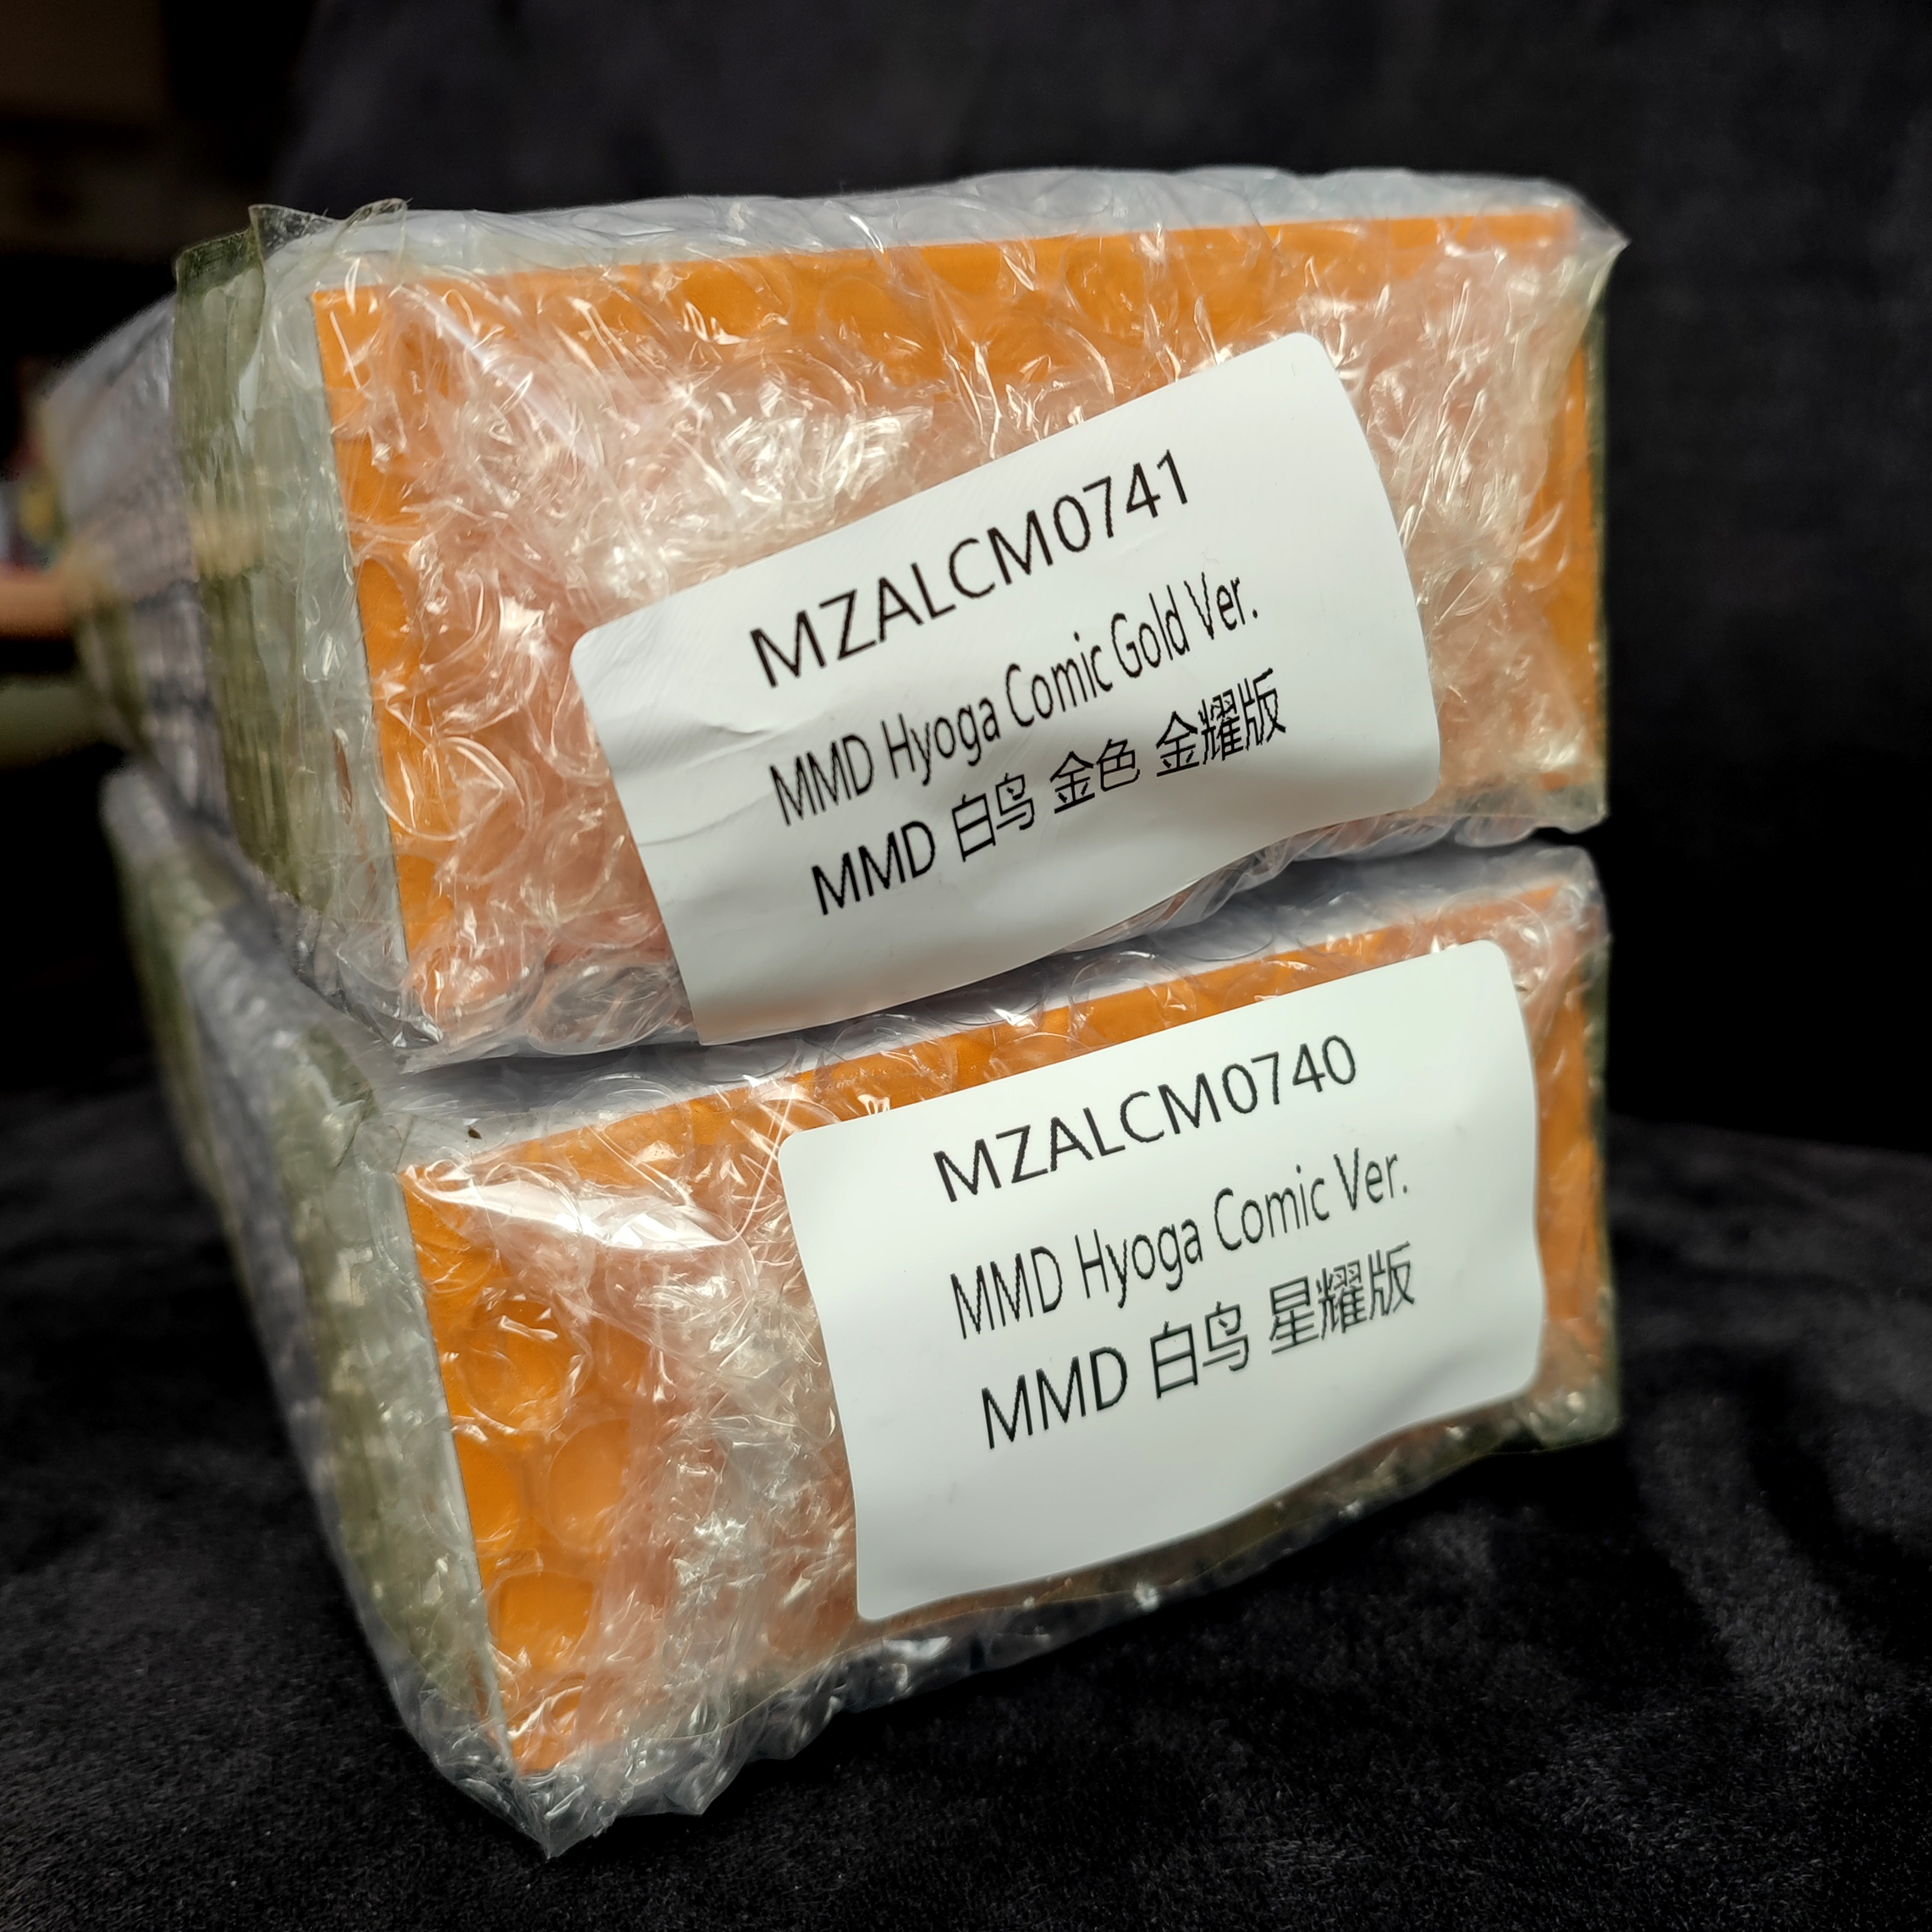 MZALCM0741
MMD Hyoga Comic Gold Ver.
MMD 白鸟 金色 金耀版
MZALCM0740
MMD Hyoga Comic Ver.
MMD 白鸟 星耀版